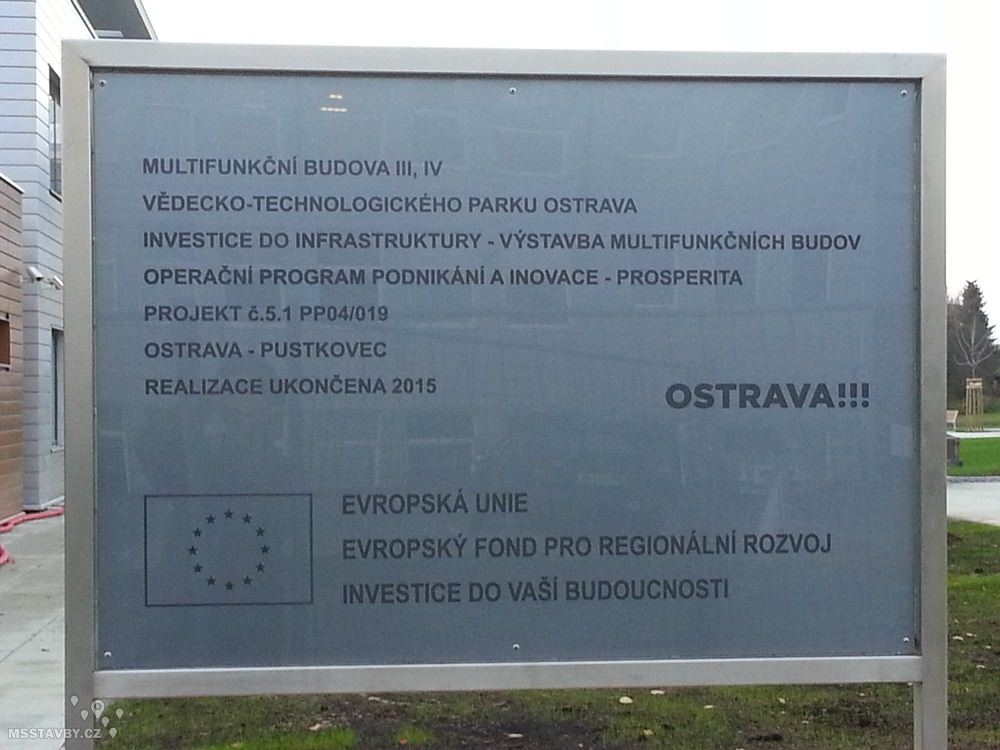 MULTIFUNKČNÍ BUDOVA III, IV
VĚDECKO-TECHNOLOGICKÉHO PARKU OSTRAVA
INVESTICE DO INFRASTRUKTURY - VÝSTAVBA MULTIFUNKČNÍCH BUDOV
OPERAČNÍ PROGRAM PODNIKÁNÍ A INOVACE - PROSPERITA
PROJEKT č.5.1 PP04/019
OSTRAVA - PUSTKOVEC
REALIZACE UKONČENA 2015
OSTRAVA!!!
EVROPSKÁ UNIE
EVROPSKÝ FOND PRO REGIONÁLNÍ ROZVOJ
INVESTICE DO VAŠÍ BUDOUCNOSTI
MSSTAVBY.CZ